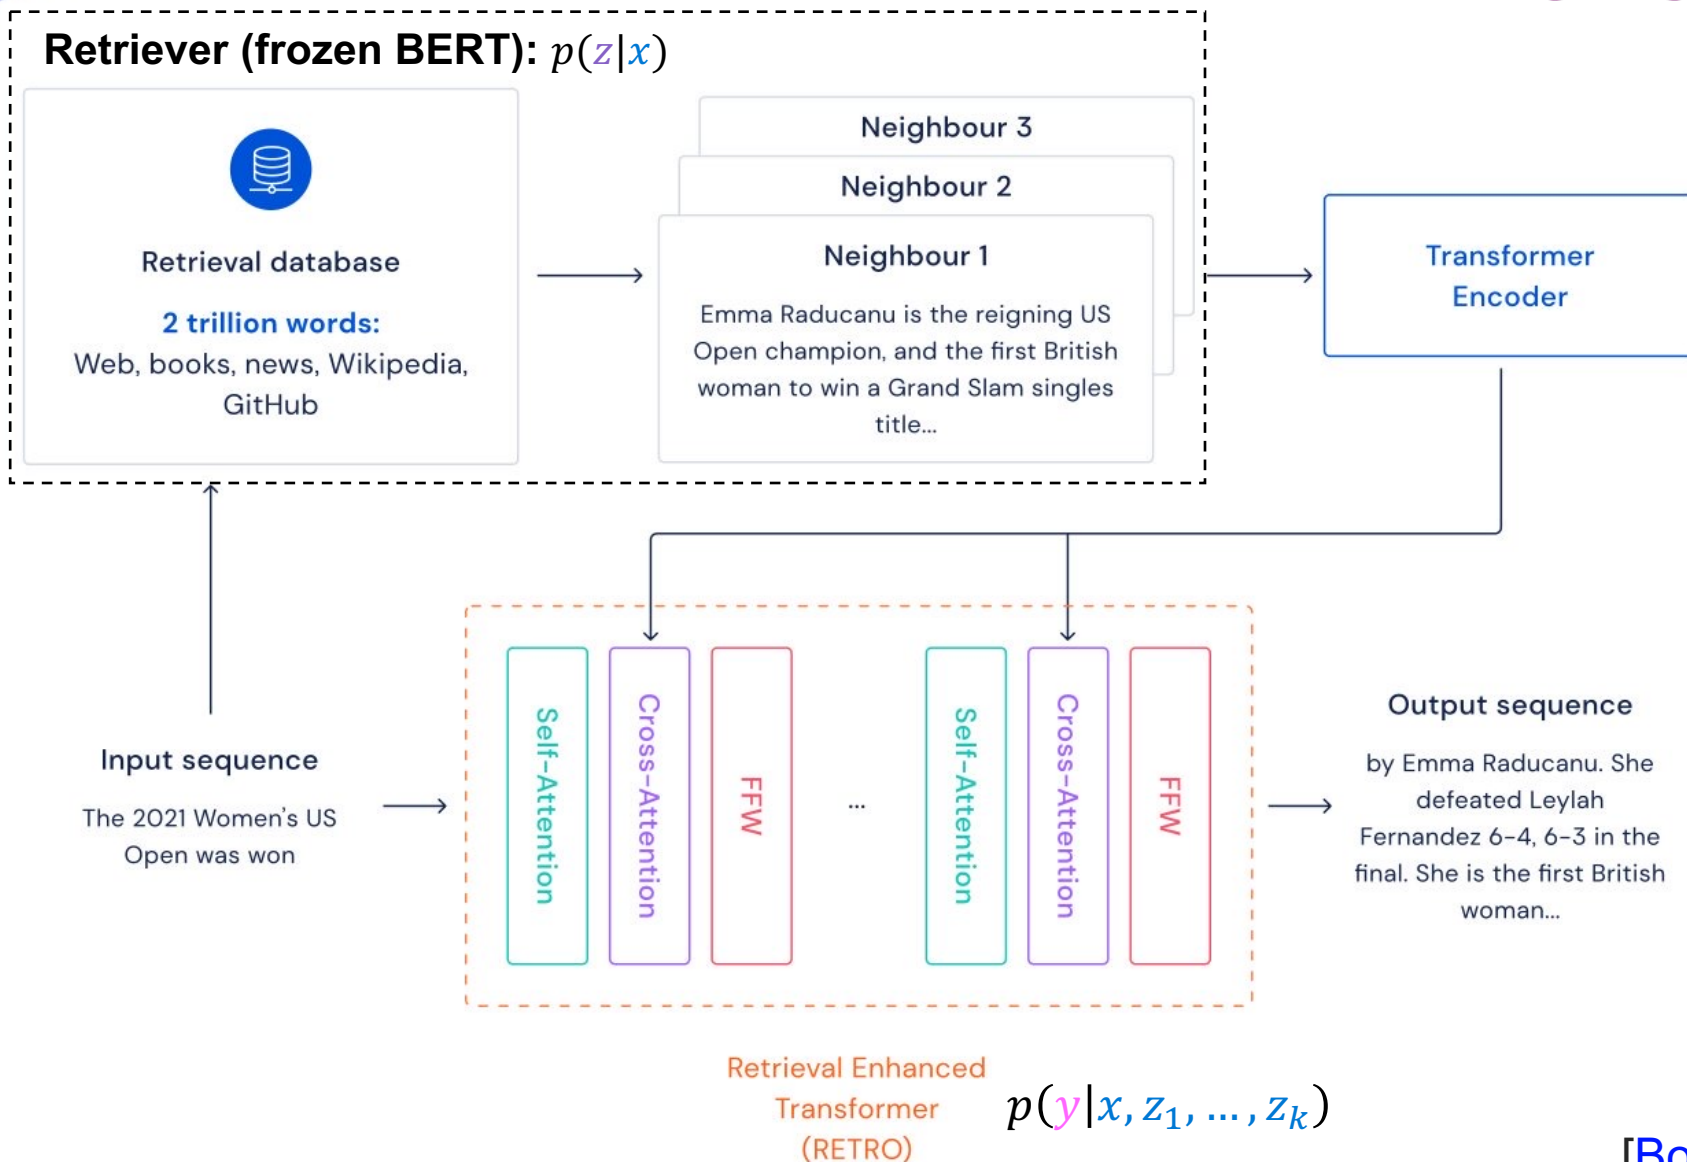 Retriever (frozen BERT): p(z|x)
Retrieval database
2 trillion words:
Web, books, news, Wikipedia,
GitHub
Neighbour 3
Neighbour 2
Neighbour 1
Emma Raducanu is the reigning US
Open champion, and the first British
woman to win a Grand Slam singles
title...
Transformer
Encoder
Input sequence
The 2021 Women's US
Open was won
Self-Attention
Cross-Attention
FFW
...
Self-Attention
Cross-Attention
FFW
Output sequence
by Emma Raducanu. She
defeated Leylah
Fernandez 6-4, 6-3 in the
final. She is the first British
woman...
Retrieval Enhanced
Transformer
(RETRO)
p(y|x, z₁, ..., zₖ)